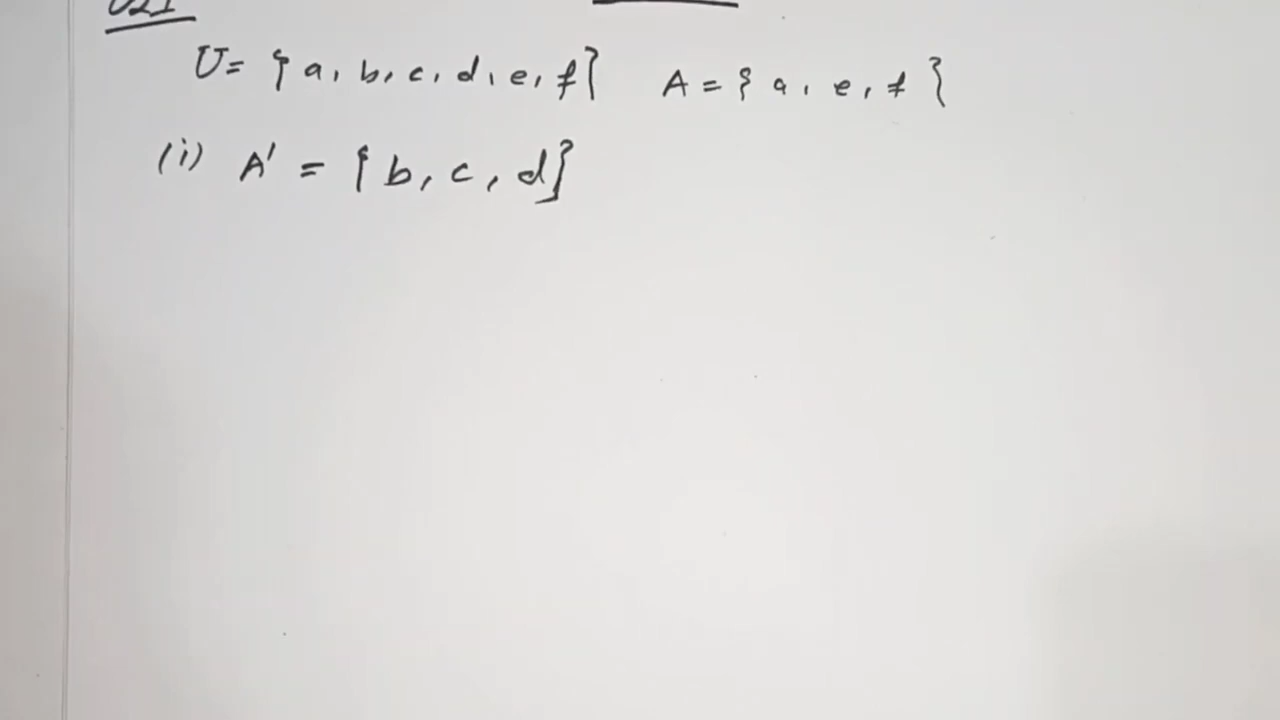 U = { a, b, c, d, e, f } A = { a, e, f }
(i) A' = { b, c, d }